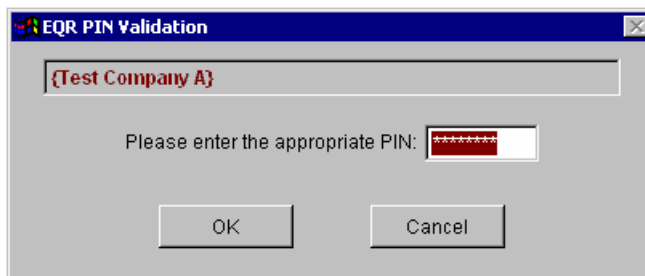 EQR PIN Validation
{Test Company A}
Please enter the appropriate PIN: ********
OK Cancel